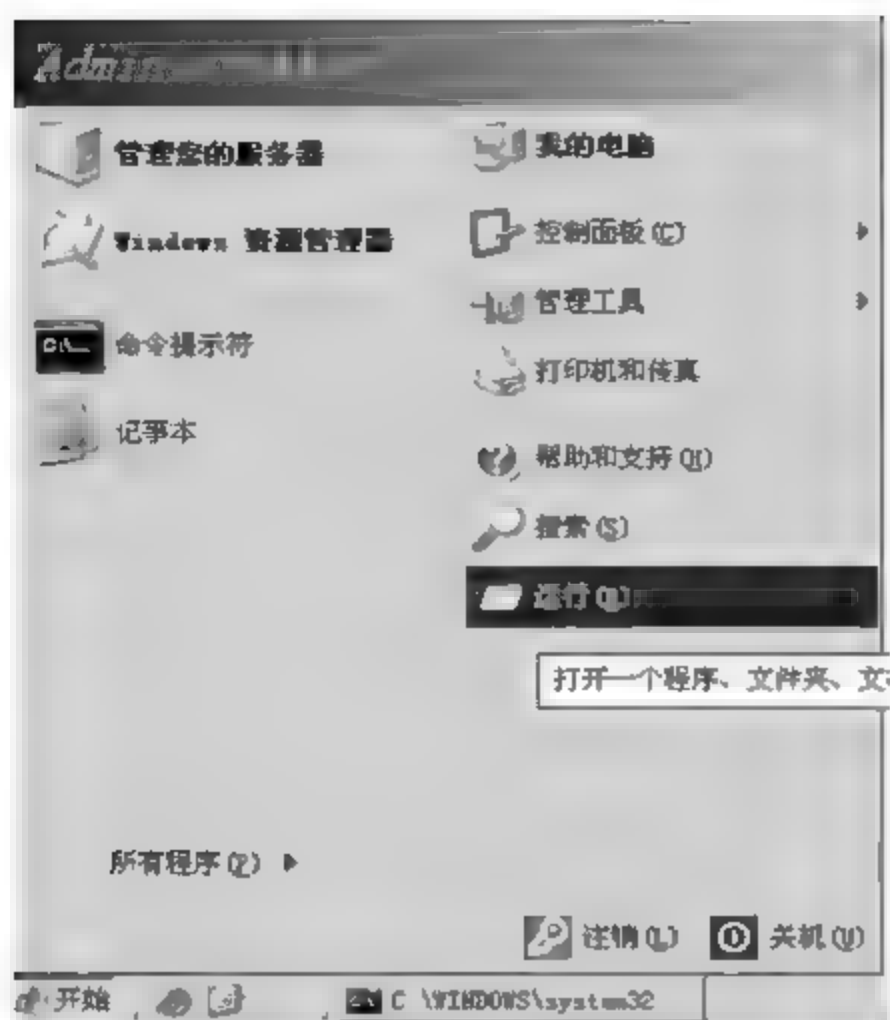 管理您的服务器
Windows 资源管理器
命令提示符
记事本
我的电脑
控制面板(C)
管理工具
打印机和传真
帮助和支持(H)
搜索(S)
运行(R)...
打开一个程序、文件夹、文
所有程序(P)
注销(L)
关机(U)
开始
C:\WINDOWS\system32